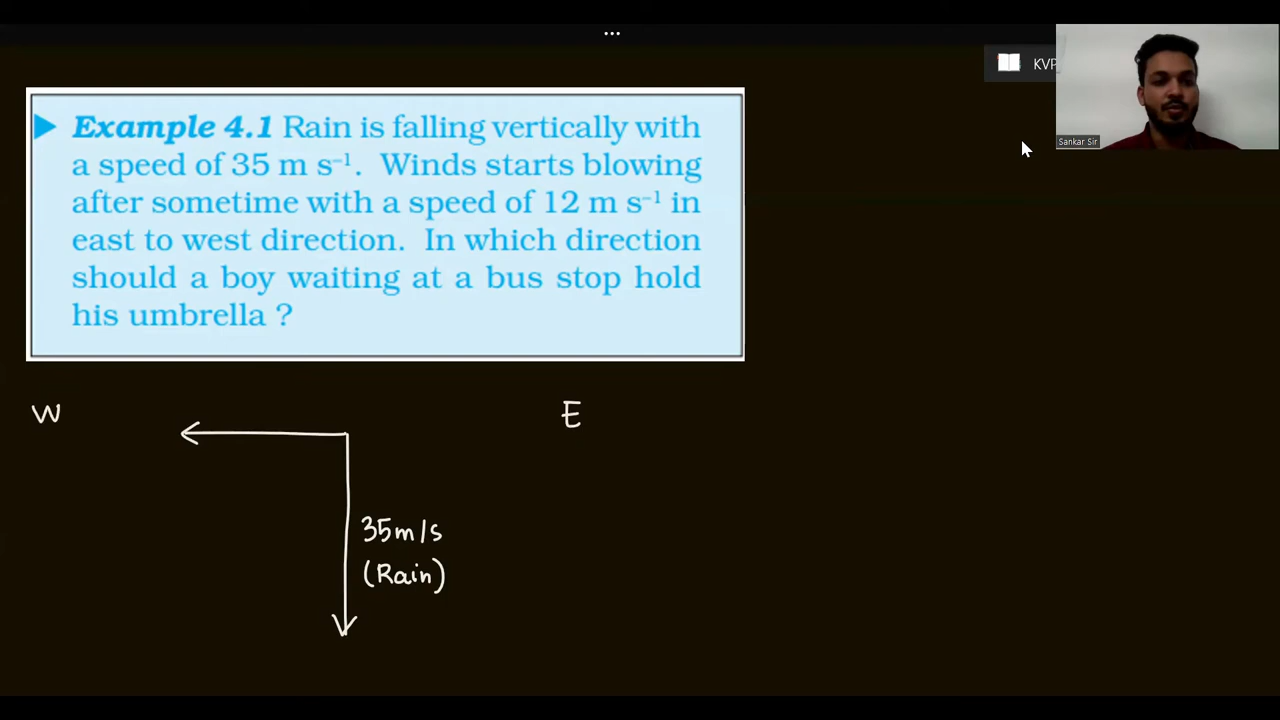 ...
KVP
Sankar Sir
Example 4.1 Rain is falling vertically with
a speed of 35 m s⁻¹. Winds starts blowing
after sometime with a speed of 12 m s⁻¹ in
east to west direction. In which direction
should a boy waiting at a bus stop hold
his umbrella ?
W E
35m/s
(Rain)